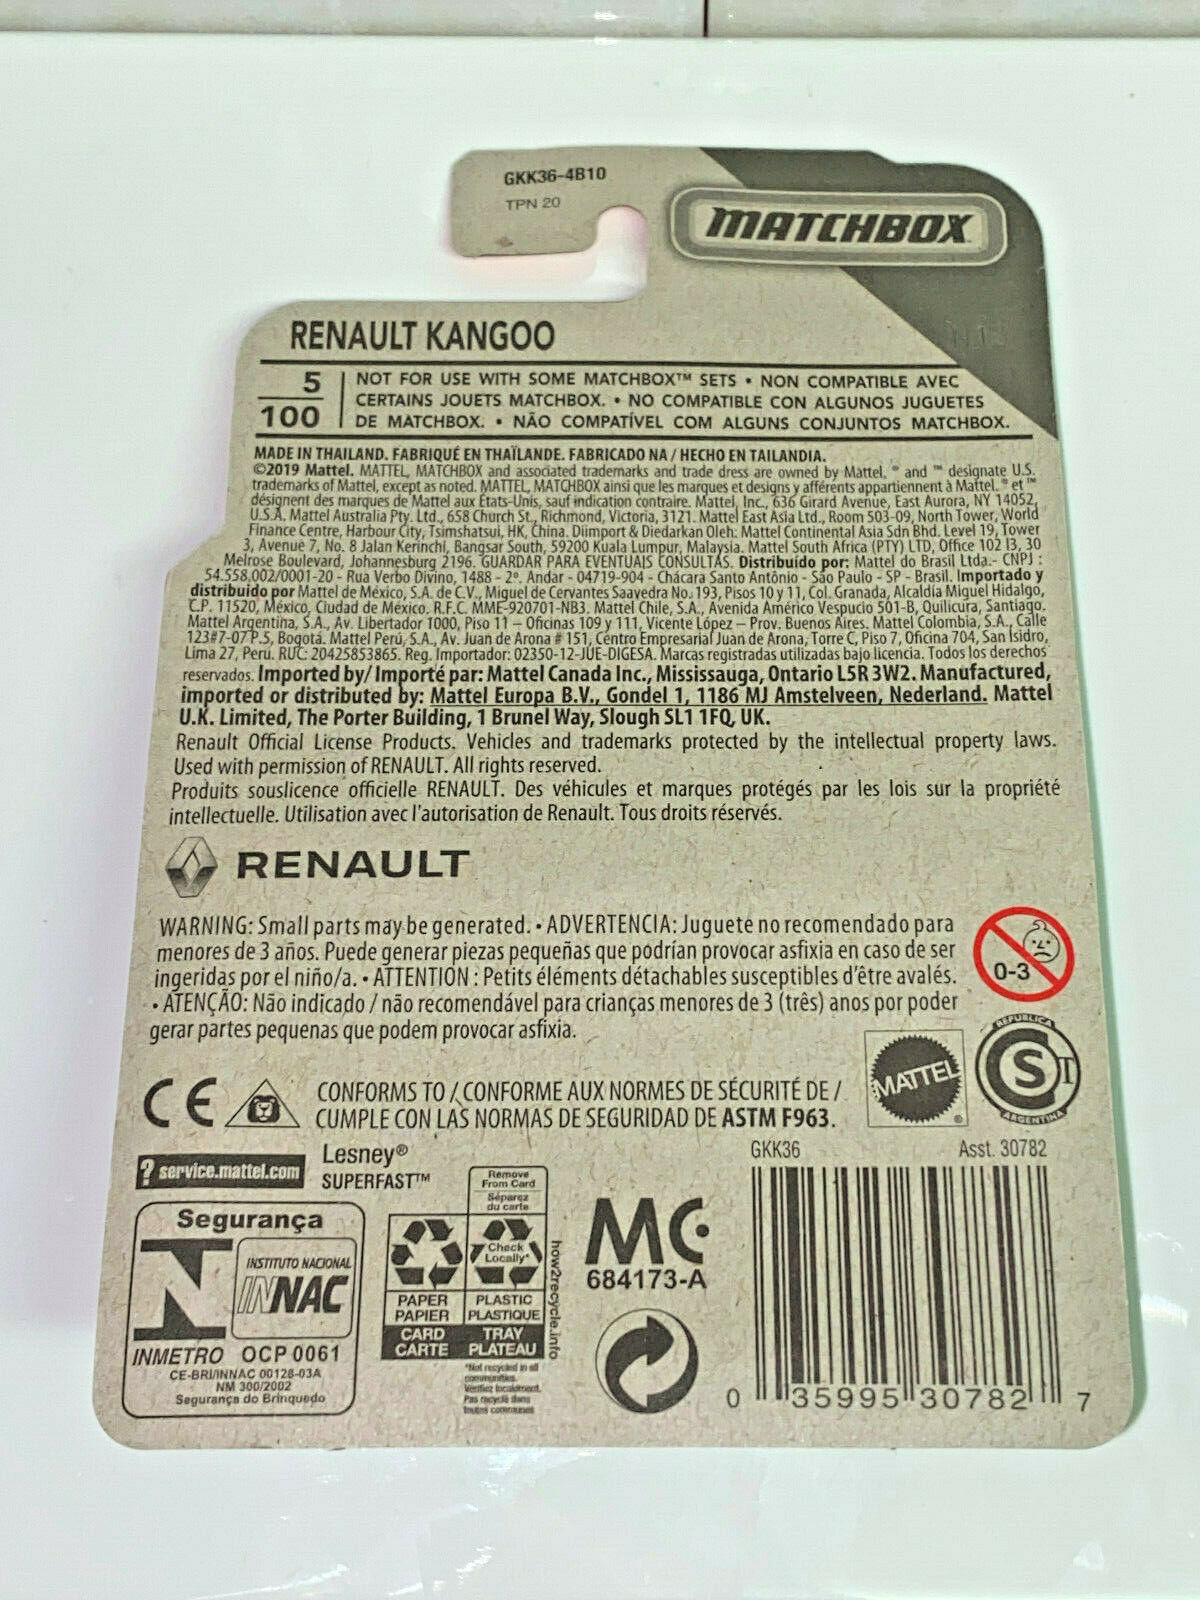 GKK36-4B10
TPN 20
MATCHBOX
RENAULT KANGOO
5
100
NOT FOR USE WITH SOME MATCHBOX™ SETS • NON COMPATIBLE AVEC
CERTAINS JOUETS MATCHBOX. • NO COMPATIBLE CON ALGUNOS JUGUETES
DE MATCHBOX. • NÃO COMPATÍVEL COM ALGUNS CONJUNTOS MATCHBOX.
MADE IN THAILAND. FABRIQUÉ EN THAÏLANDE. FABRICADO NA / HECHO EN TAILANDIA.
©2019 Mattel. MATTEL, MATCHBOX and associated trademarks and trade dress are owned by Mattel. ® and ™ designate U.S.
trademarks of Mattel, except as noted. MATTEL, MATCHBOX ainsi que les marques et designs y afférents appartiennent à Mattel. ® et ™
désignent des marques de Mattel aux États-Unis, sauf indication contraire. Mattel, Inc., 636 Girard Avenue, East Aurora, NY 14052,
U.S.A. Mattel Australia Pty. Ltd., 658 Church St., Richmond, Victoria, 3121. Mattel East Asia Ltd., Room 503-09, North Tower, World
Finance Centre, Harbour City, Tsimshatsui, HK, China. Diimport & Diedarkan Oleh: Mattel Continental Asia Sdn Bhd. Level 19, Tower
3, Avenue 7, No. 8 Jalan Kerinchi, Bangsar South, 59200 Kuala Lumpur, Malaysia. Mattel South Africa (PTY) LTD, Office 102 I3, 30
Melrose Boulevard, Johannesburg 2196. GUARDAR PARA EVENTUAIS CONSULTAS. Distribuído por: Mattel do Brasil Ltda.- CNPJ :
54.558.002/0001-20 - Rua Verbo Divino, 1488 - 2º. Andar - 04719-904 - Chácara Santo Antônio - São Paulo - SP - Brasil. Importado y
distribuido por Mattel de México, S.A. de C.V., Miguel de Cervantes Saavedra No. 193, Pisos 10 y 11, Col. Granada, Alcaldía Miguel Hidalgo,
C.P. 11520, México, Ciudad de México. R.F.C. MME-920701-NB3. Mattel Chile, S.A., Avenida Américo Vespucio 501-B, Quilicura, Santiago.
Mattel Argentina, S.A., Av. Libertador 1000, Piso 11 – Oficinas 109 y 111, Vicente López – Prov. Buenos Aires. Mattel Colombia, S.A., Calle
123#7-07 P.5, Bogotá. Mattel Perú, S.A., Av. Juan de Arona # 151, Centro Empresarial Juan de Arona, Torre C, Piso 7, Oficina 704, San Isidro,
Lima 27, Perú. RUC: 20425853865. Reg. Importador: 02350-12-JUE-DIGESA. Marcas registradas utilizadas bajo licencia. Todos los derechos
reservados. Imported by/ Importé par: Mattel Canada Inc., Mississauga, Ontario L5R 3W2. Manufactured,
imported or distributed by: Mattel Europa B.V., Gondel 1, 1186 MJ Amstelveen, Nederland. Mattel
U.K. Limited, The Porter Building, 1 Brunel Way, Slough SL1 1FQ, UK.
Renault Official License Products. Vehicles and trademarks protected by the intellectual property laws.
Used with permission of RENAULT. All rights reserved.
Produits souslicence officielle RENAULT. Des véhicules et marques protégés par les lois sur la propriété
intellectuelle. Utilisation avec l'autorisation de Renault. Tous droits réservés.
RENAULT
WARNING: Small parts may be generated. • ADVERTENCIA: Juguete no recomendado para
menores de 3 años. Puede generar piezas pequeñas que podrían provocar asfixia en caso de ser
ingeridas por el niño/a. • ATTENTION : Petits éléments détachables susceptibles d'être avalés.
• ATENÇÃO: Não indicado / não recomendável para crianças menores de 3 (três) anos por poder
gerar partes pequenas que podem provocar asfixia.
0-3
CE
CONFORMS TO / CONFORME AUX NORMES DE SÉCURITÉ DE /
CUMPLE CON LAS NORMAS DE SEGURIDAD DE ASTM F963.
MATTEL
REPUBLICA
S T
ARGENTINA
? service.mattel.com
Lesney®
SUPERFAST™
GKK36
Asst. 30782
Segurança
INSTITUTO NACIONAL
INNAC
INMETRO OCP 0061
CE-BRI/INNAC 00126-03A
NM 300/2002
Segurança do Brinquedo
Remove
From Card
Séparez
du carte
Check
Locally*
PAPER
PAPIER
CARD
CARTE
PLASTIC
PLASTIQUE
TRAY
PLATEAU
how2recycle.info
*Not recycled in all
communities.
Vérifiez localement.
Pas recyclé dans
toutes communes
MC
684173-A
0 35995 30782 7